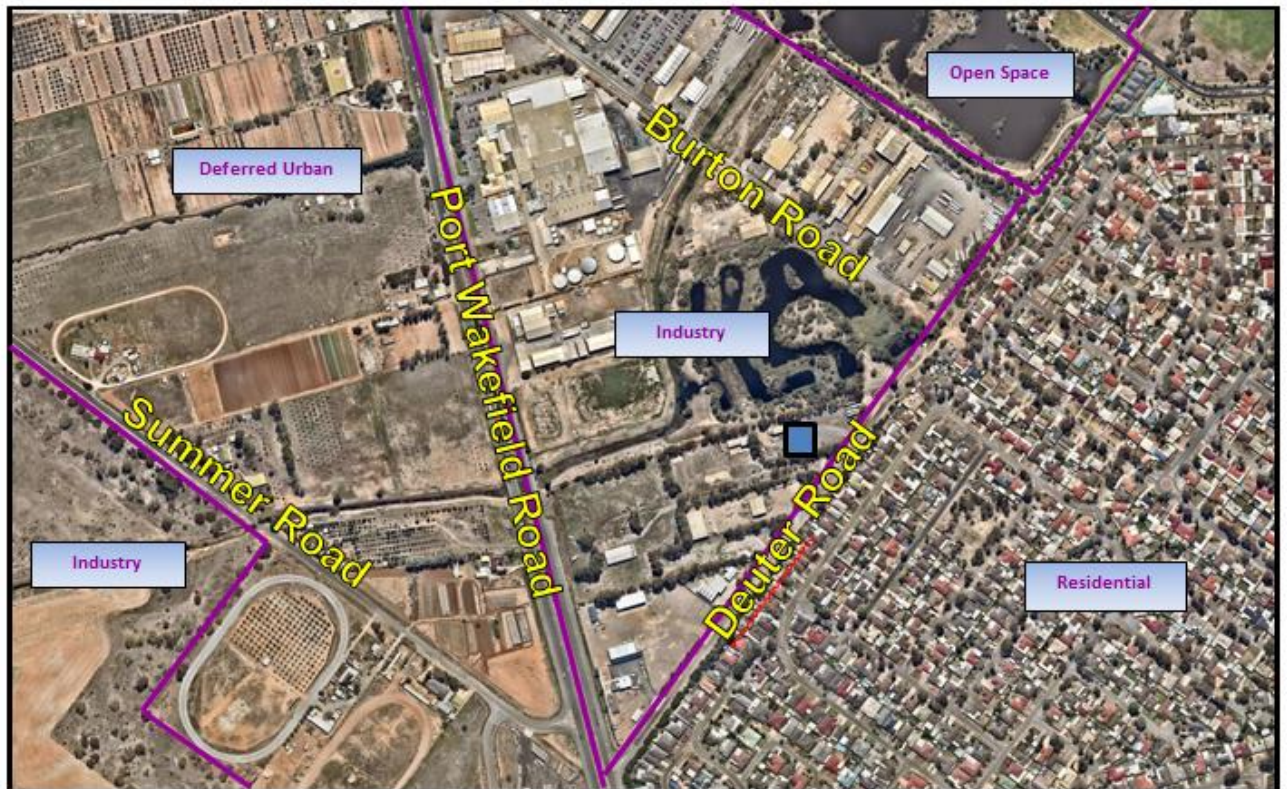 Open Space
Deferred Urban
Burton Road
Port Wakefield Road
Industry
Summer Road
Deuter Road
Industry
Residential